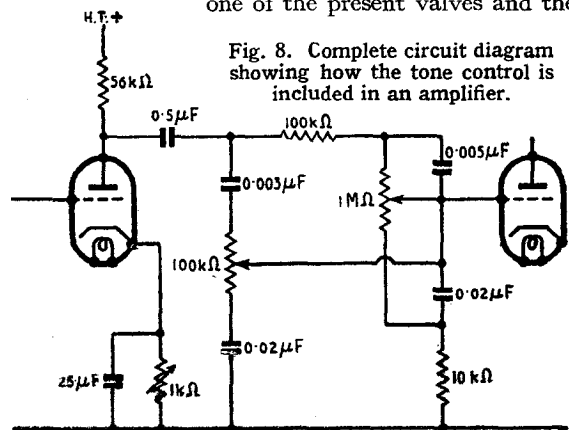 one of the present valves and the
H.T.+
Fig. 8. Complete circuit diagram
showing how the tone control is
included in an amplifier.
56kΩ
0·5μF
100kΩ
0·005μF
0·003μF
1MΩ
100kΩ
0·02μF
0·02μF
25μF
1kΩ
10kΩ